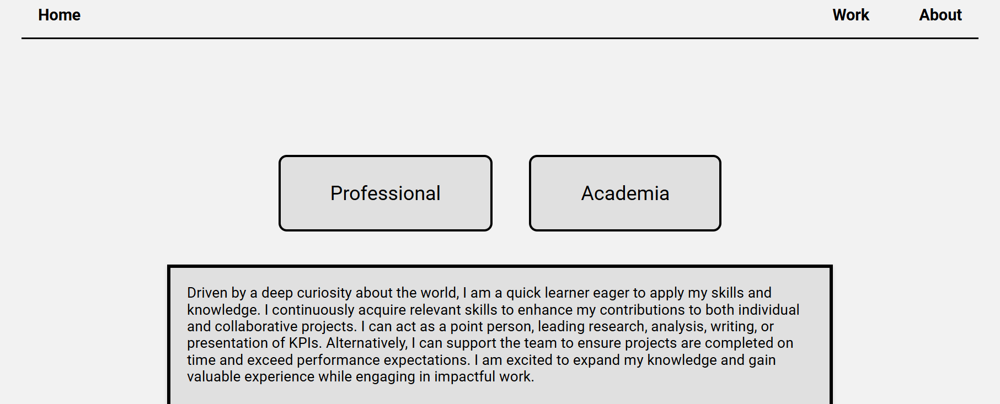 Home
Work
About
Professional
Academia
Driven by a deep curiosity about the world, I am a quick learner eager to apply my skills and
knowledge. I continuously acquire relevant skills to enhance my contributions to both individual
and collaborative projects. I can act as a point person, leading research, analysis, writing, or
presentation of KPIs. Alternatively, I can support the team to ensure projects are completed on
time and exceed performance expectations. I am excited to expand my knowledge and gain
valuable experience while engaging in impactful work.